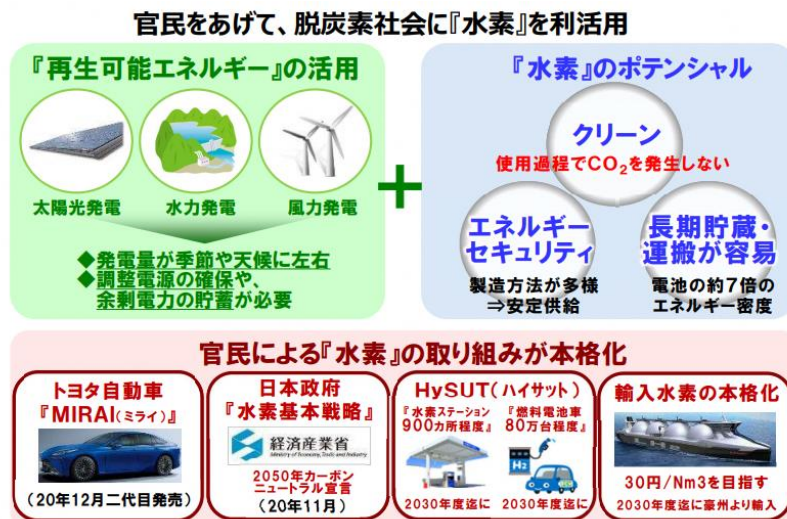 官民をあげて、脱炭素社会に『水素』を利活用
『再生可能エネルギー』の活用
太陽光発電
水力発電
風力発電
◆発電量が季節や天候に左右
◆調整電源の確保や、
余剰電力の貯蓄が必要
+
『水素』のポテンシャル
クリーン
使用過程でCO₂を発生しない
エネルギー
セキュリティ
製造方法が多様
⇒安定供給
長期貯蔵・
運搬が容易
電池の約7倍の
エネルギー密度
官民による『水素』の取り組みが本格化
トヨタ自動車
『MIRAI(ミライ)』
(20年12月二代目発売)
日本政府
『水素基本戦略』
経済産業省
Ministry of Economy, Trade and Industry
2050年カーボン
ニュートラル宣言
(20年11月)
HySUT(ハイサット)
『水素ステーション
900カ所程度』
2030年度迄に
『燃料電池車
80万台程度』
H2
2030年度迄に
輸入水素の本格化
30円/Nm3を目指す
2030年度迄に豪州より輸入